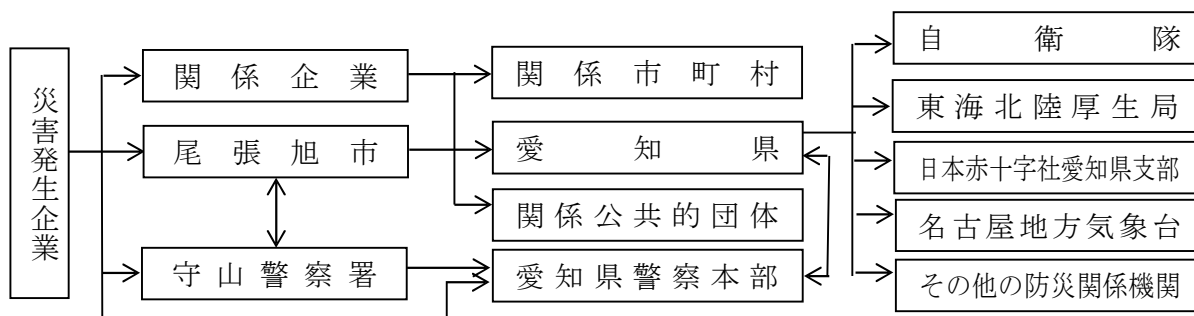 災害発生企業
関係企業
尾張旭市
守山警察署
関係市町村
愛知県
関係公共的団体
愛知県警察本部
自衛隊
東海北陸厚生局
日本赤十字社愛知県支部
名古屋地方気象台
その他の防災関係機関